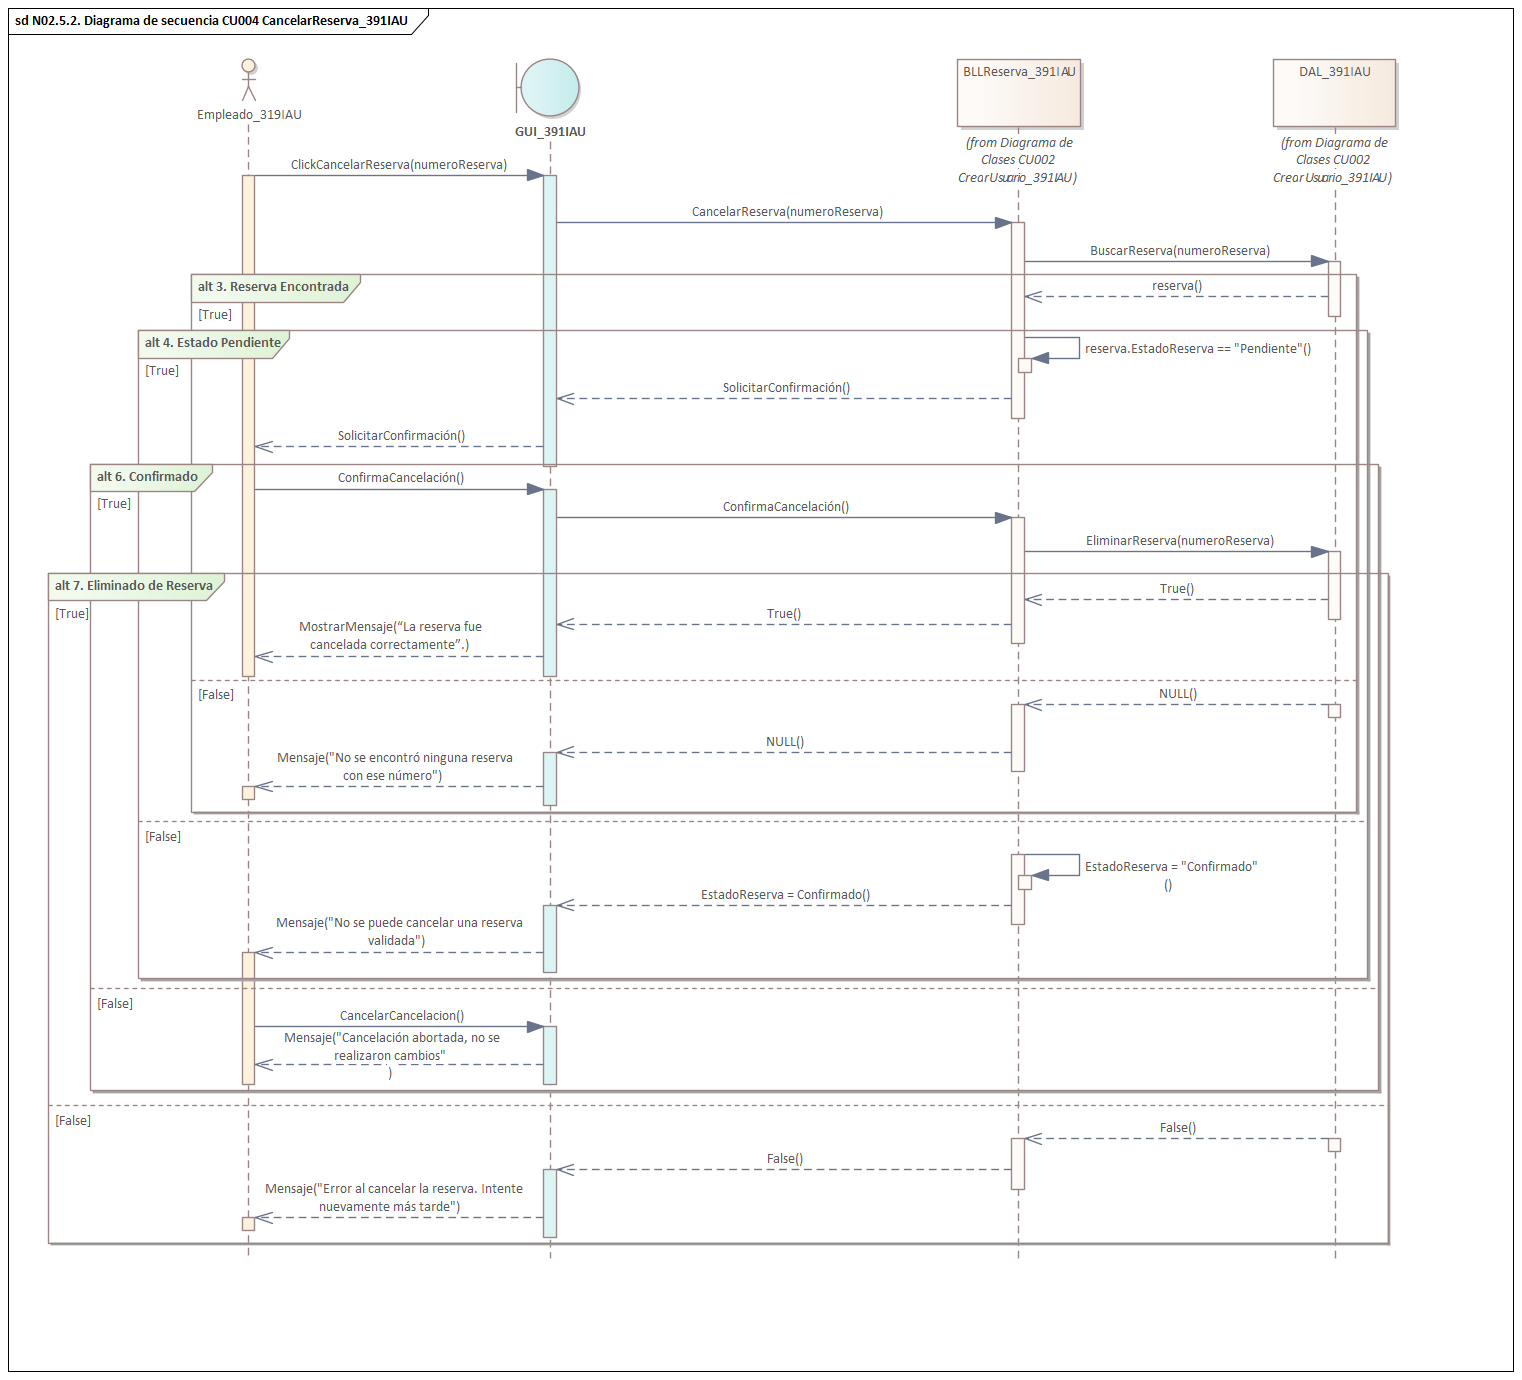 sd N02.5.2. Diagrama de secuencia CU004 CancelarReserva_391IAU
Empleado_319IAU
GUI_391IAU
BLLReserva_391IAU
(from Diagrama de
Clases CU002
CrearUsuario_391IAU)
DAL_391IAU
(from Diagrama de
Clases CU002
CrearUsuario_391IAU)
ClickCancelarReserva(numeroReserva)
CancelarReserva(numeroReserva)
BuscarReserva(numeroReserva)
alt 3. Reserva Encontrada
reserva()
[True]
alt 4. Estado Pendiente
reserva.EstadoReserva == "Pendiente"()
[True]
SolicitarConfirmación()
SolicitarConfirmación()
alt 6. Confirmado
ConfirmaCancelación()
[True]
ConfirmaCancelación()
EliminarReserva(numeroReserva)
alt 7. Eliminado de Reserva
True()
[True]
True()
MostrarMensaje(“La reserva fue
cancelada correctamente”.)
[False]
NULL()
NULL()
Mensaje("No se encontró ninguna reserva
con ese número")
[False]
EstadoReserva = "Confirmado"
()
EstadoReserva = Confirmado()
Mensaje("No se puede cancelar una reserva
validada")
[False]
CancelarCancelacion()
Mensaje("Cancelación abortada, no se
realizaron cambios"
)
[False]
False()
False()
Mensaje("Error al cancelar la reserva. Intente
nuevamente más tarde")